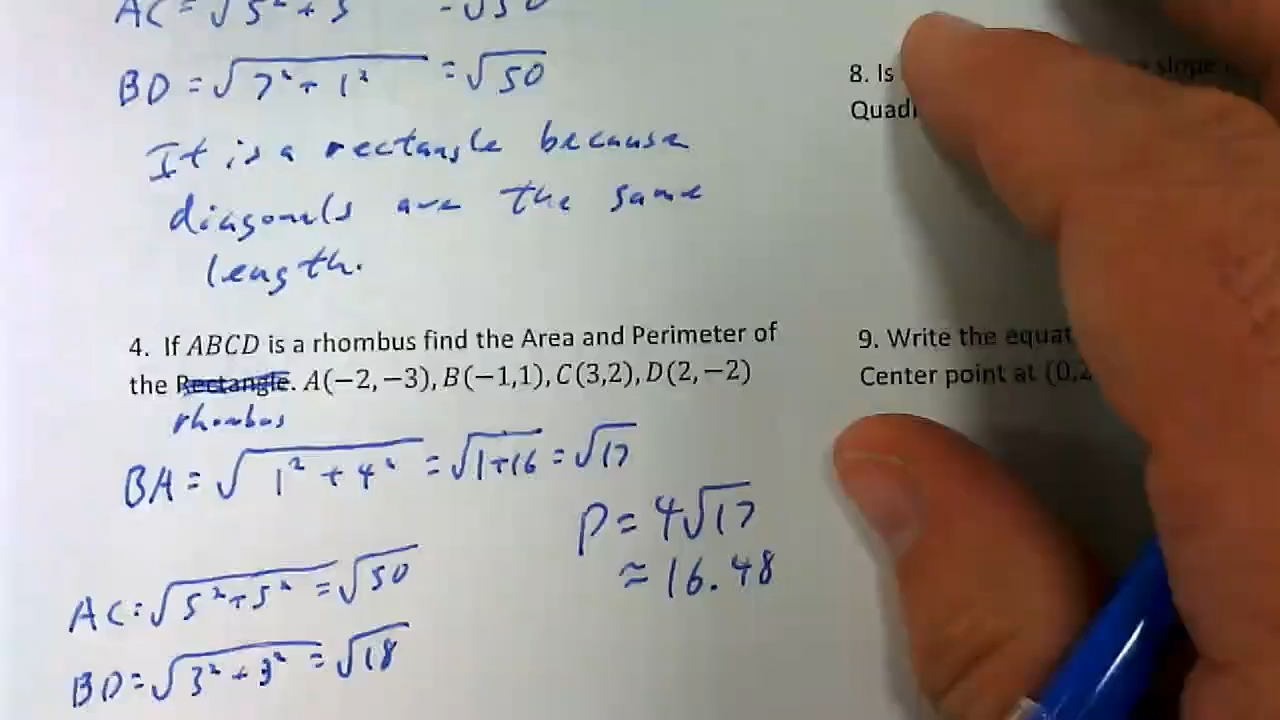 AC = √5² + 5² = √50
BD = √7² + 1² = √50
It is a rectangle because
diagonals are the same
length.
4. If ABCD is a rhombus find the Area and Perimeter of
the Rectangle. A(−2,−3), B(−1,1), C(3,2), D(2,−2)
rhombus
BA = √1² + 4² = √1+16 = √17
P = 4√17
≈ 16.48
AC = √5²+5² = √50
BD = √3² + 3² = √18
8. Is
slope
9. Write the equat
Center point at (0,2